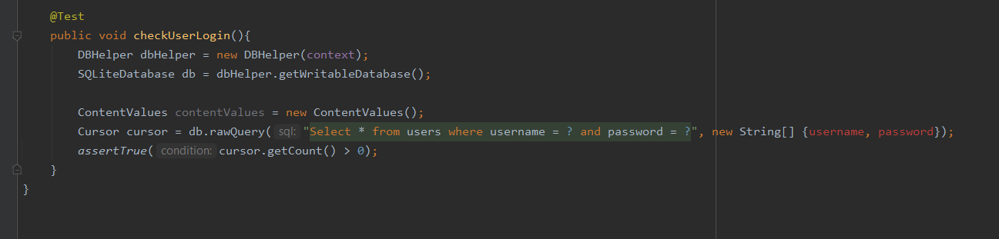 @Test
public void checkUserLogin(){
DBHelper dbHelper = new DBHelper(context);
SQLiteDatabase db = dbHelper.getWritableDatabase();
ContentValues contentValues = new ContentValues();
Cursor cursor = db.rawQuery( sql: "Select * from users where username = ? and password = ?", new String[] {username, password});
assertTrue( condition: cursor.getCount() > 0);
}
}